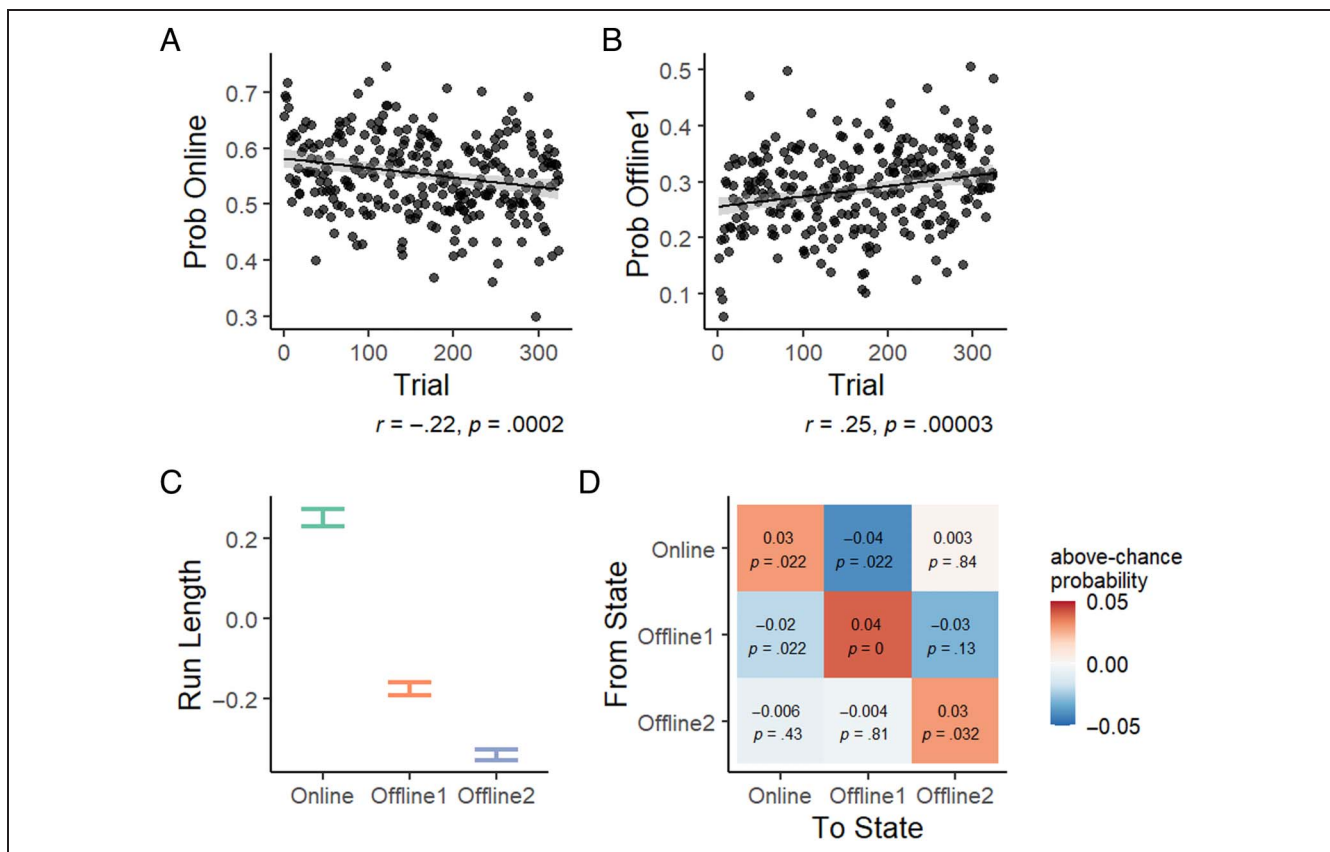 A
Prob Online
0.7
0.6
0.5
0.4
0.3
0 100 200 300
Trial
r = –.22, p = .0002
B
Prob Offline1
0.5
0.4
0.3
0.2
0.1
0 100 200 300
Trial
r = .25, p = .00003
C
Run Length
0.2
0.0
–0.2
Online Offline1 Offline2
D
From State
Online
0.03 –0.04 0.003
p = .022 p = .022 p = .84
Offline1
–0.02 0.04 –0.03
p = .022 p = 0 p = .13
Offline2
–0.006 –0.004 0.03
p = .43 p = .81 p = .032
Online Offline1 Offline2
To State
above-chance
probability
0.05
0.00
–0.05